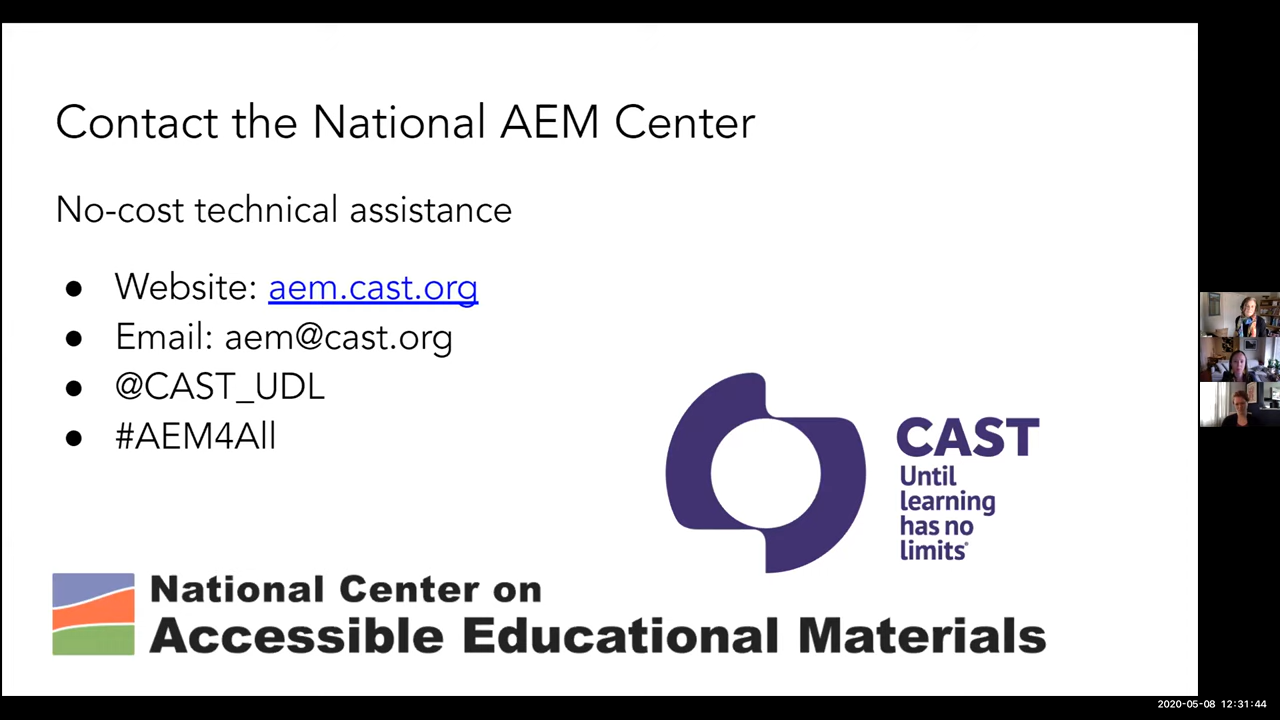 Contact the National AEM Center
No-cost technical assistance
● Website: aem.cast.org
● Email: aem@cast.org
● @CAST_UDL
● #AEM4All
CAST
Until
learning
has no
limits®
National Center on
Accessible Educational Materials
2020-05-08 12:31:44